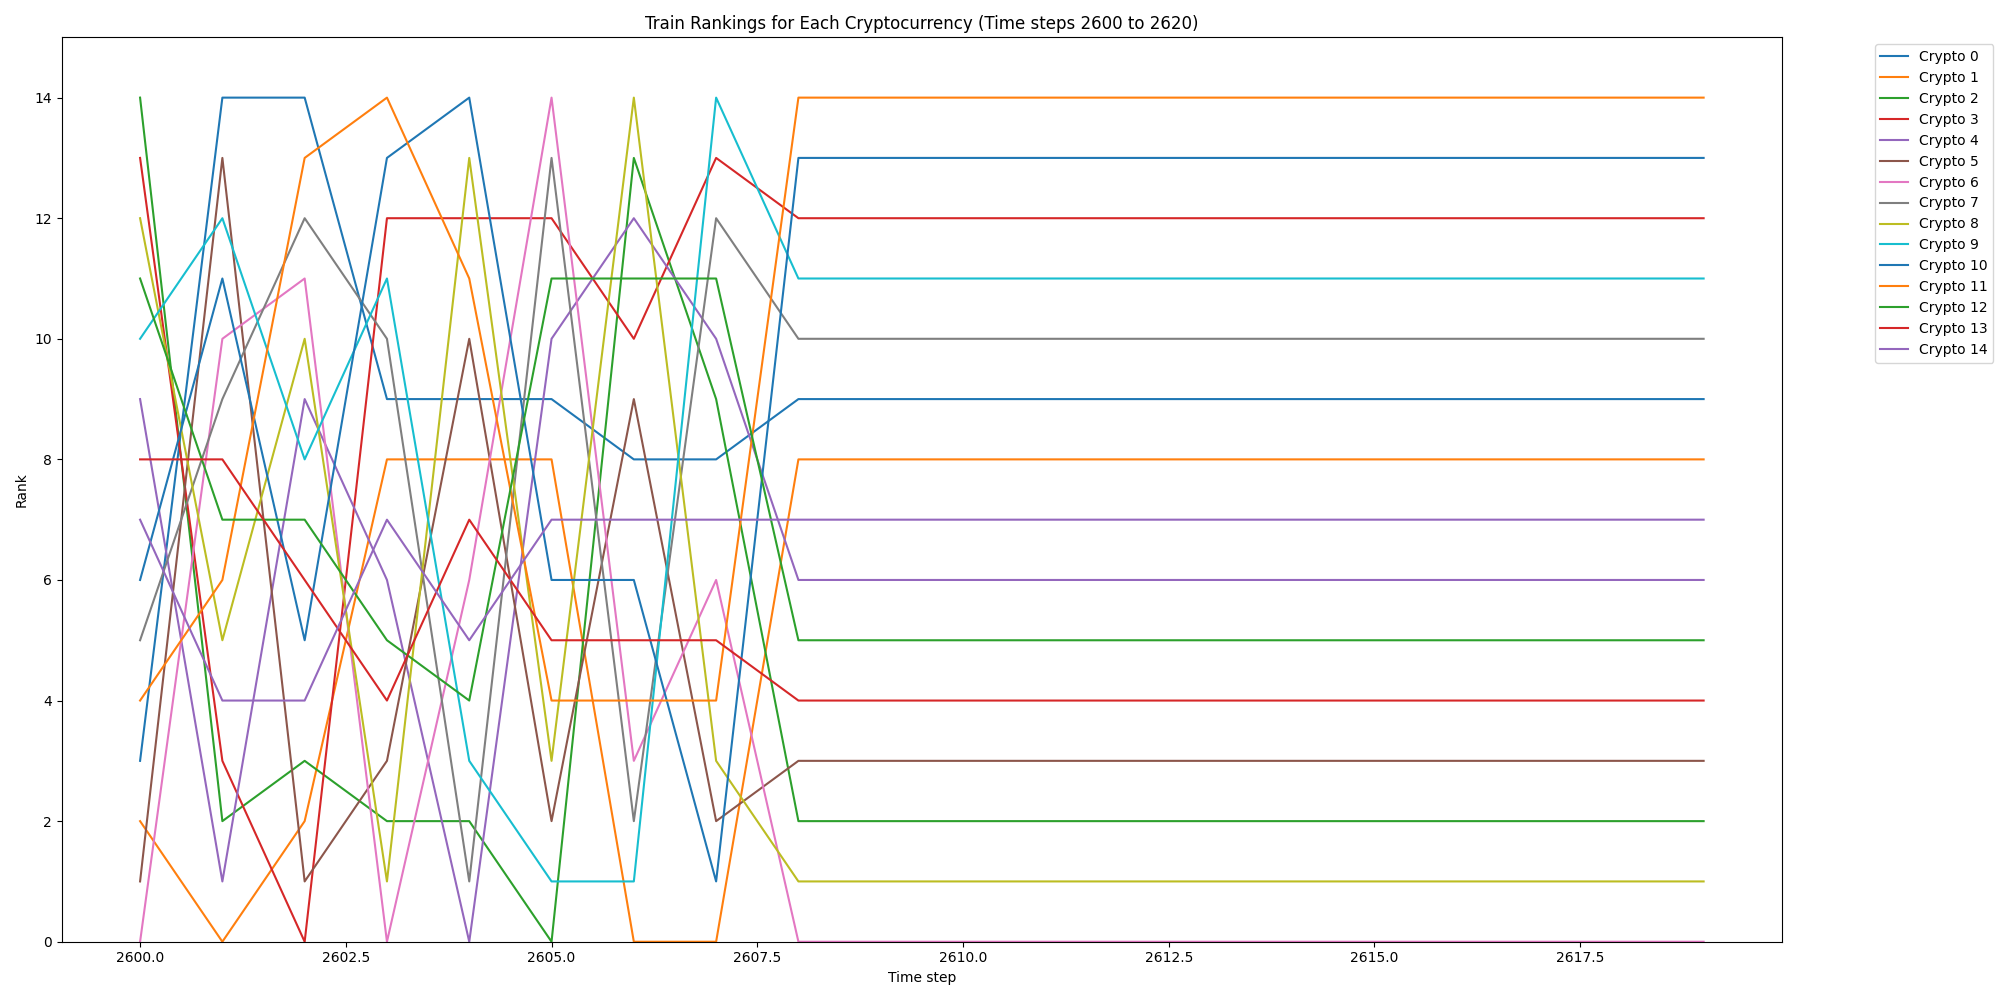 Train Rankings for Each Cryptocurrency (Time steps 2600 to 2620)
Rank
14
12
10
8
6
4
2
0
2600.0 2602.5 2605.0 2607.5 2610.0 2612.5 2615.0 2617.5
Time step
Crypto 0
Crypto 1
Crypto 2
Crypto 3
Crypto 4
Crypto 5
Crypto 6
Crypto 7
Crypto 8
Crypto 9
Crypto 10
Crypto 11
Crypto 12
Crypto 13
Crypto 14